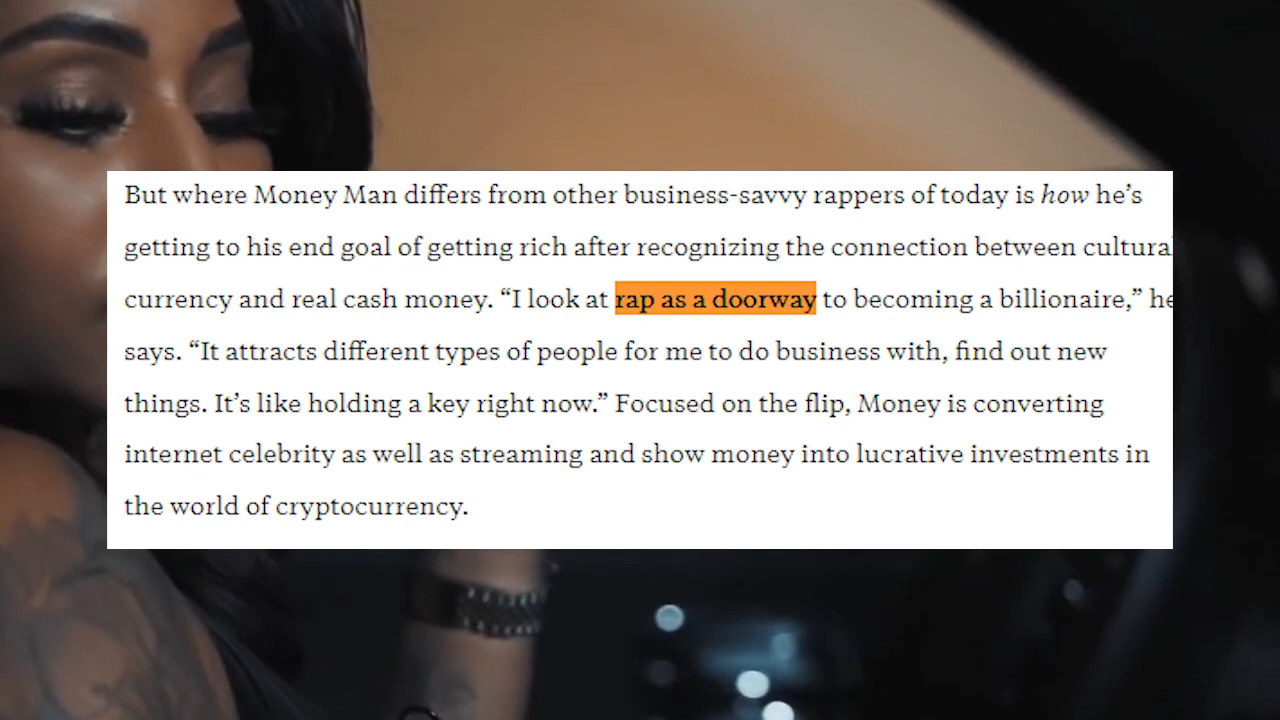 But where Money Man differs from other business-savvy rappers of today is how he’s
getting to his end goal of getting rich after recognizing the connection between cultural
currency and real cash money. “I look at rap as a doorway to becoming a billionaire,” he
says. “It attracts different types of people for me to do business with, find out new
things. It’s like holding a key right now.” Focused on the flip, Money is converting
internet celebrity as well as streaming and show money into lucrative investments in
the world of cryptocurrency.